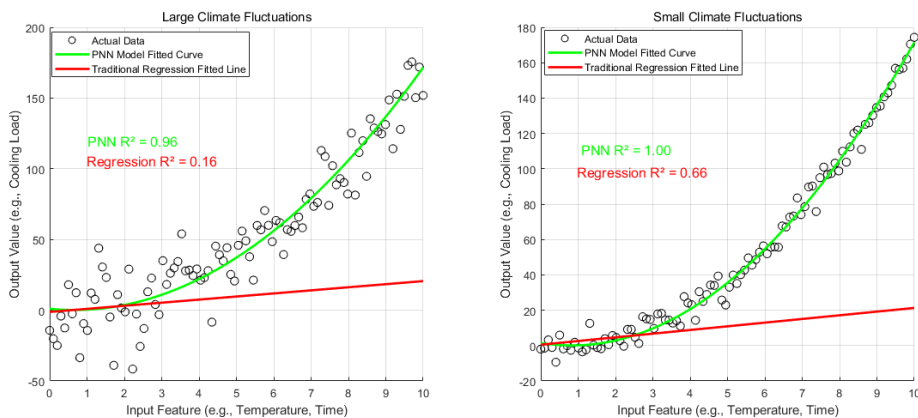 Large Climate Fluctuations
200
150
100
50
0
-50
Output Value (e.g., Cooling Load)
Actual Data
PNN Model Fitted Curve
Traditional Regression Fitted Line
PNN R² = 0.96
Regression R² = 0.16
0 1 2 3 4 5 6 7 8 9 10
Input Feature (e.g., Temperature, Time)
Small Climate Fluctuations
180
160
140
120
100
80
60
40
20
0
-20
Output Value (e.g., Cooling Load)
Actual Data
PNN Model Fitted Curve
Traditional Regression Fitted Line
PNN R² = 1.00
Regression R² = 0.66
0 1 2 3 4 5 6 7 8 9 10
Input Feature (e.g., Temperature, Time)